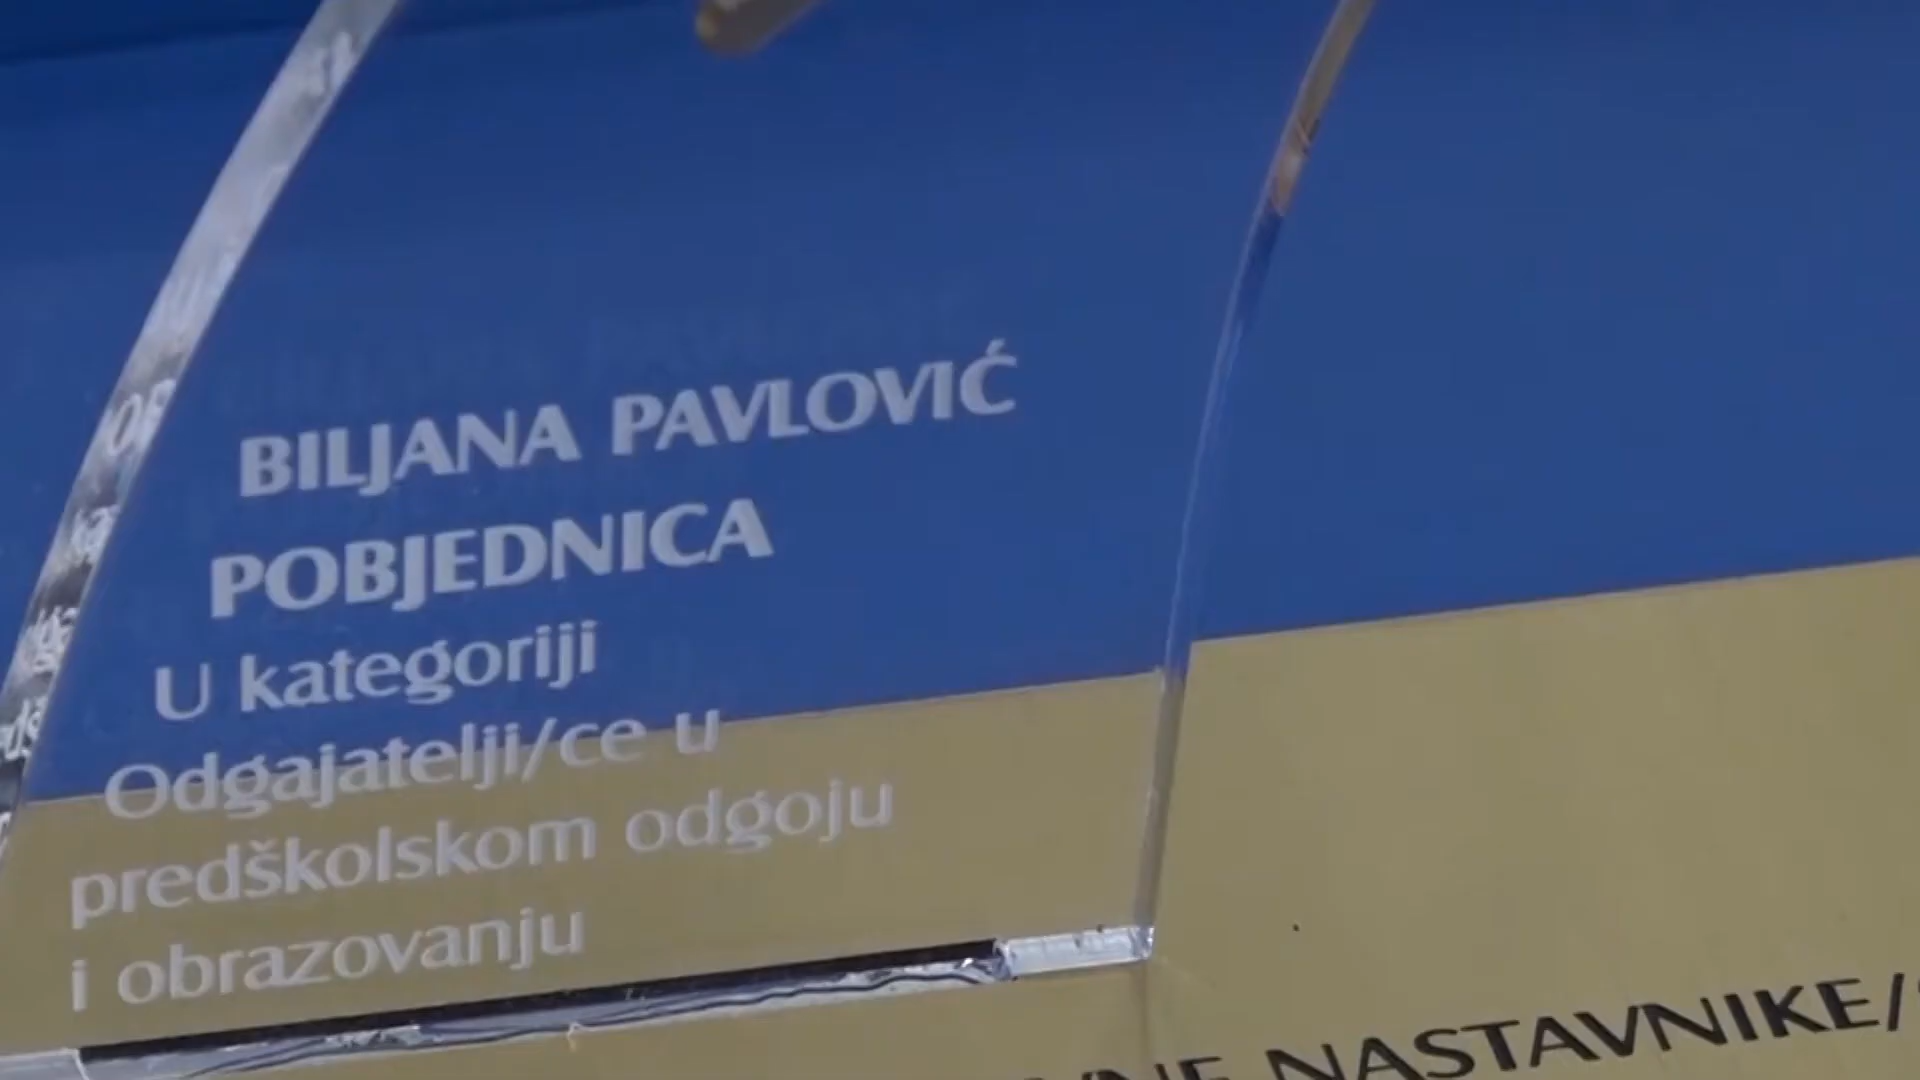 BILJANA PAVLOVIĆ
POBJEDNICA
U kategoriji
Odgajatelji/ce u
predškolskom odgoju
i obrazovanju
NASTAVNIKE/